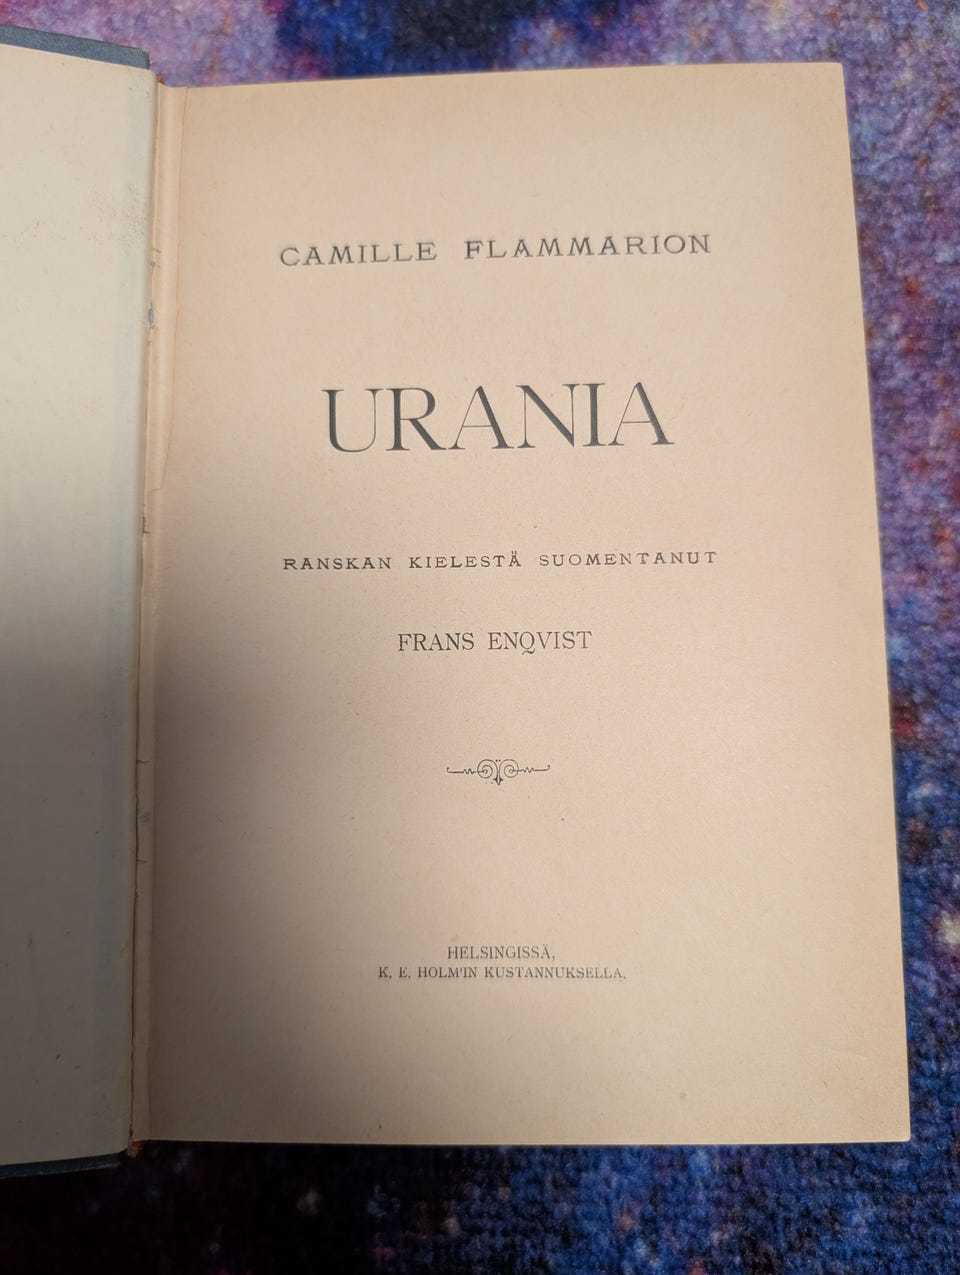 CAMILLE FLAMMARION
URANIA
RANSKAN KIELESTÄ SUOMENTANUT
FRANS ENQVIST
HELSINGISSÄ,
K. E. HOLM'IN KUSTANNUKSELLA.